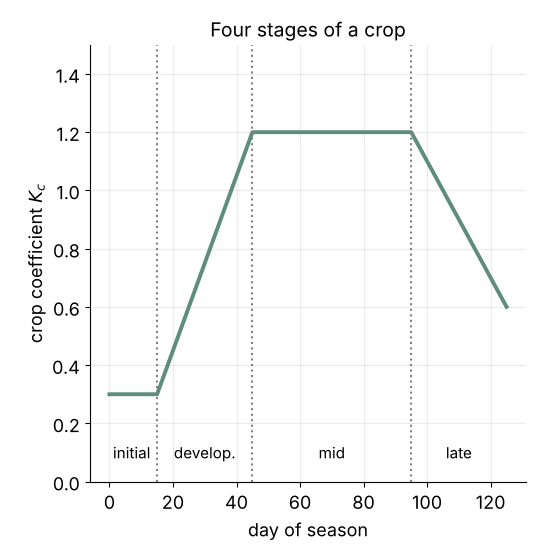 Four stages of a crop
crop coefficient K_c
1.4
1.2
1.0
0.8
0.6
0.4
0.2
0.0
initial develop. mid late
0 20 40 60 80 100 120
day of season